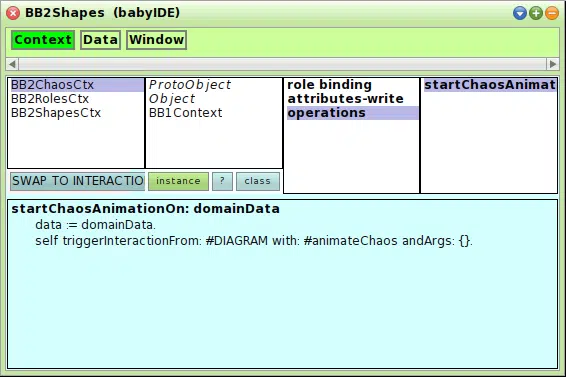 BB2Shapes (babyIDE)
Context Data Window
BB2ChaosCtx
BB2RolesCtx
BB2ShapesCtx
ProtoObject
Object
BB1Context
role binding
attributes-write
operations
startChaosAnimat
SWAP TO INTERACTIO
instance
?
class
startChaosAnimationOn: domainData
data := domainData.
self triggerInteractionFrom: #DIAGRAM with: #animateChaos andArgs: {}.